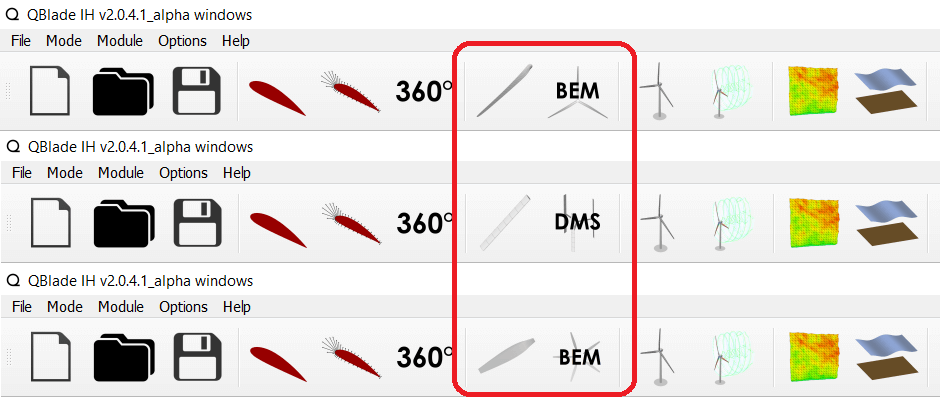 QBlade IH v2.0.4.1_alpha windows
File Mode Module Options Help
360° BEM
QBlade IH v2.0.4.1_alpha windows
File Mode Module Options Help
360° DMS
QBlade IH v2.0.4.1_alpha windows
File Mode Module Options Help
360° BEM